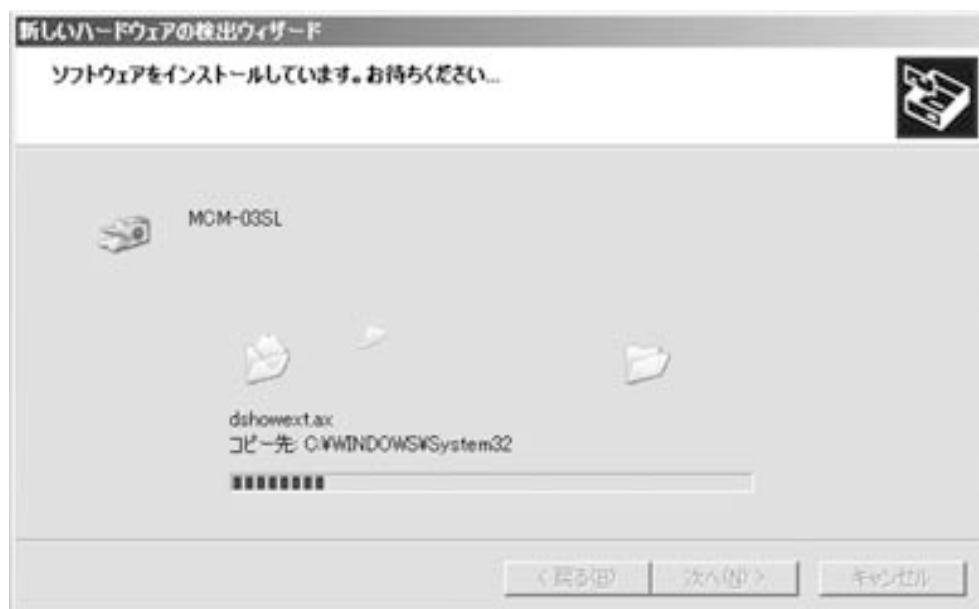 新しいハードウェアの検出ウィザード
ソフトウェアをインストールしています。お待ちください...
MCM-03SL
dshowext.ax
コピー先: C:¥WINDOWS¥System32
< 戻る(B)
次へ(N) >
キャンセル